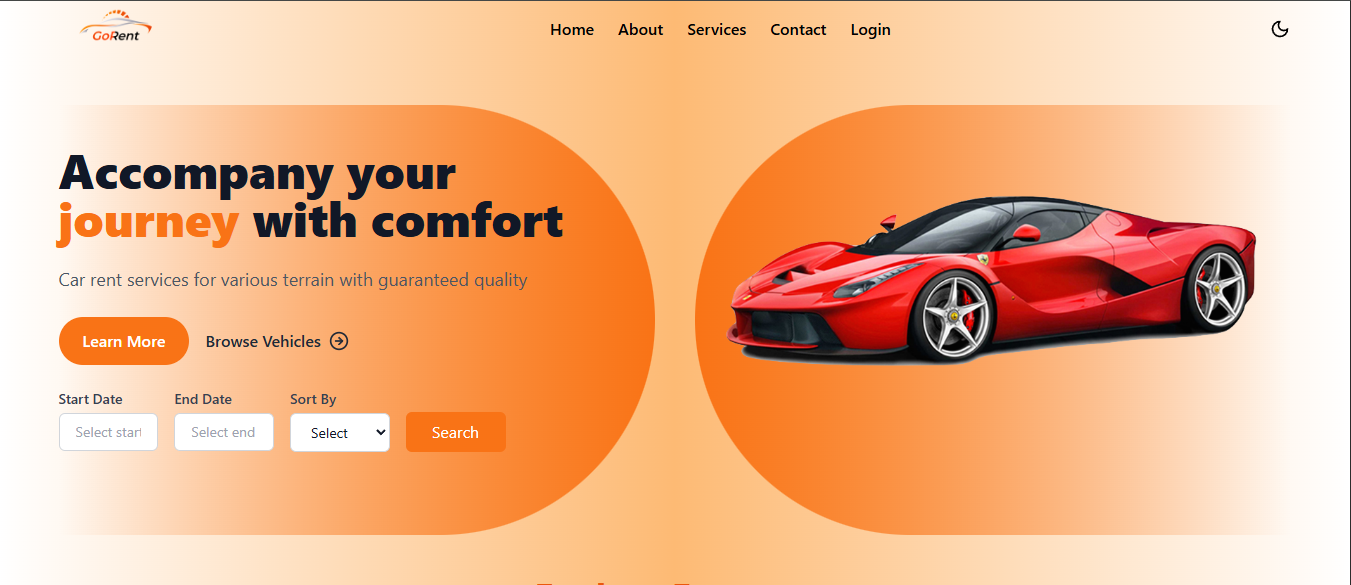 GoRent
Home About Services Contact Login
Accompany your
journey with comfort
Car rent services for various terrain with guaranteed quality
Learn More Browse Vehicles
Start Date End Date Sort By
Select start Select end Select Search